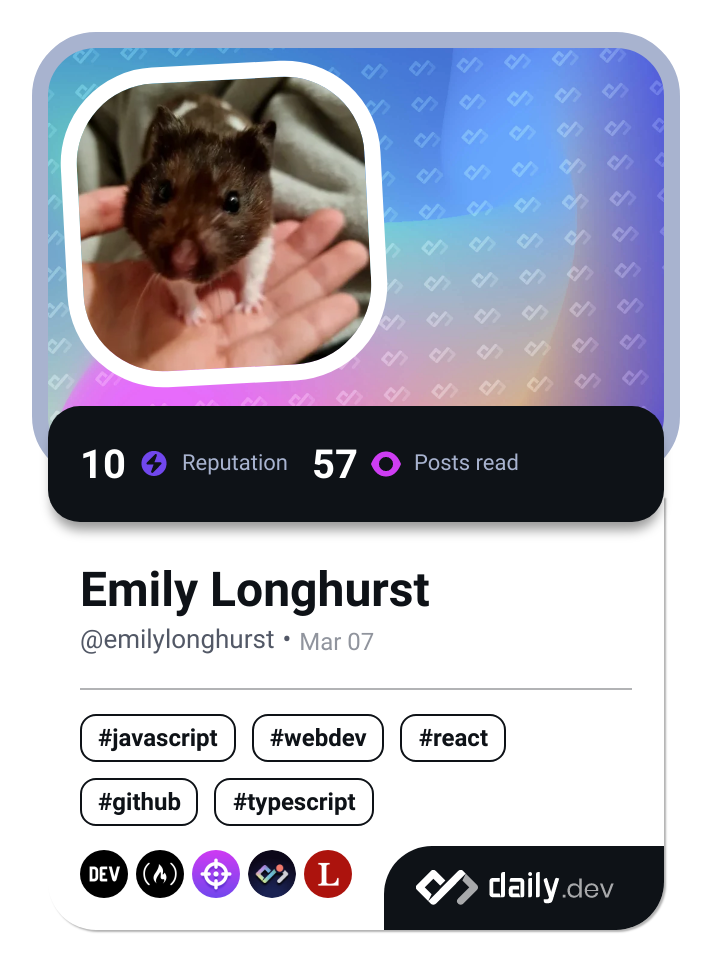 10 Reputation 57 Posts read
Emily Longhurst
@emilylonghurst • Mar 07
#javascript #webdev #react
#github #typescript
DEV L daily.dev